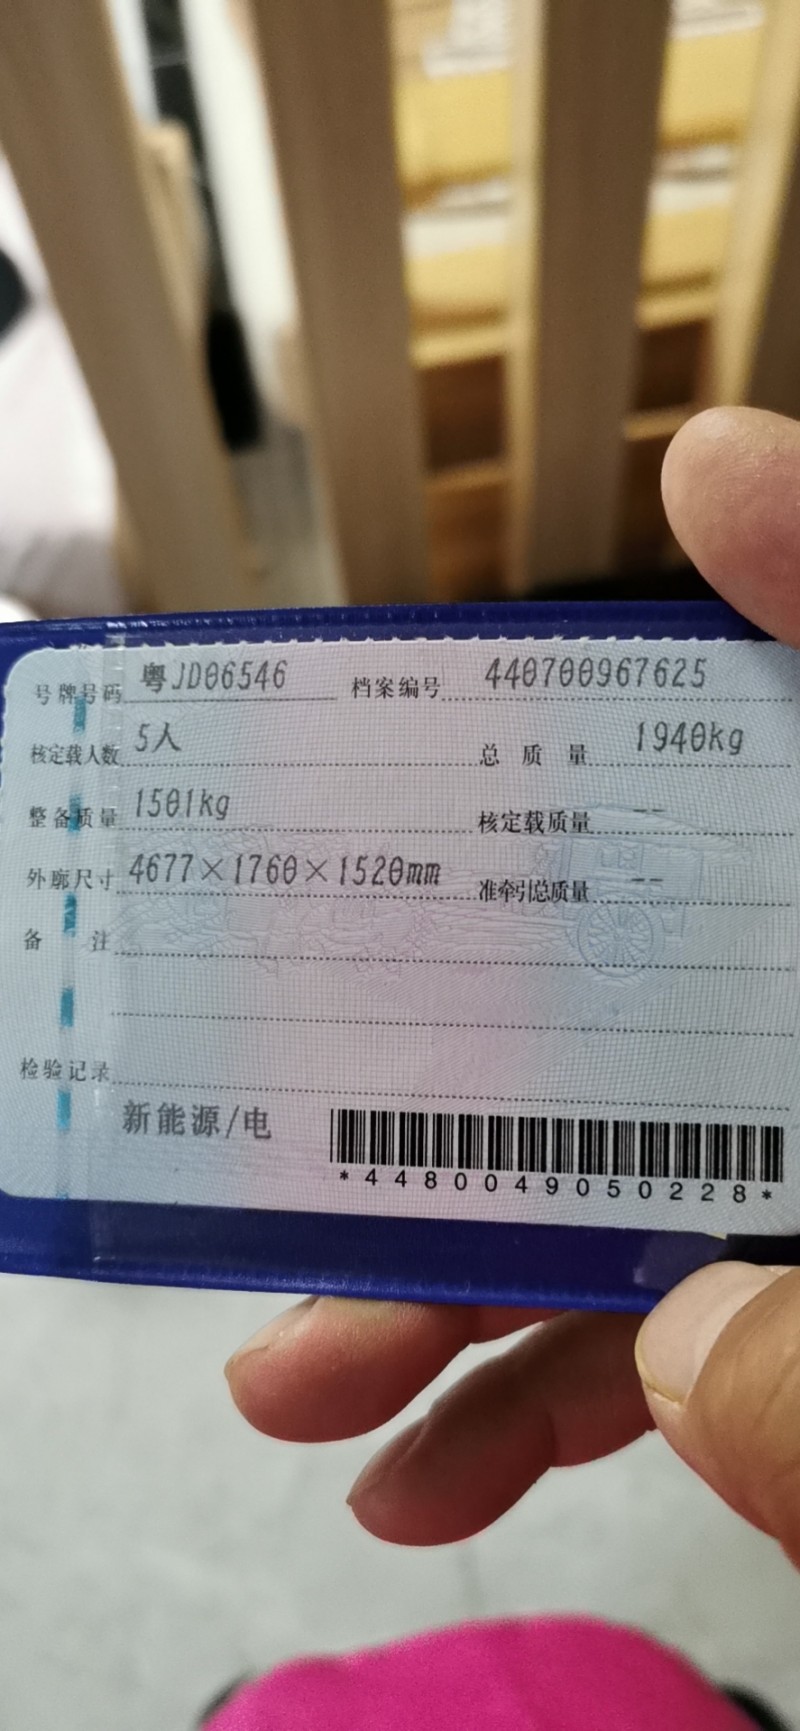 号牌号码 粤JD06546 档案编号 440700967625
核定载人数 5人 总质量 1940kg
整备质量 1501kg 核定载质量 --
外廓尺寸 4677×1760×1520mm 准牵引总质量 --
备注
检验记录
新能源/电
*4480049050228*